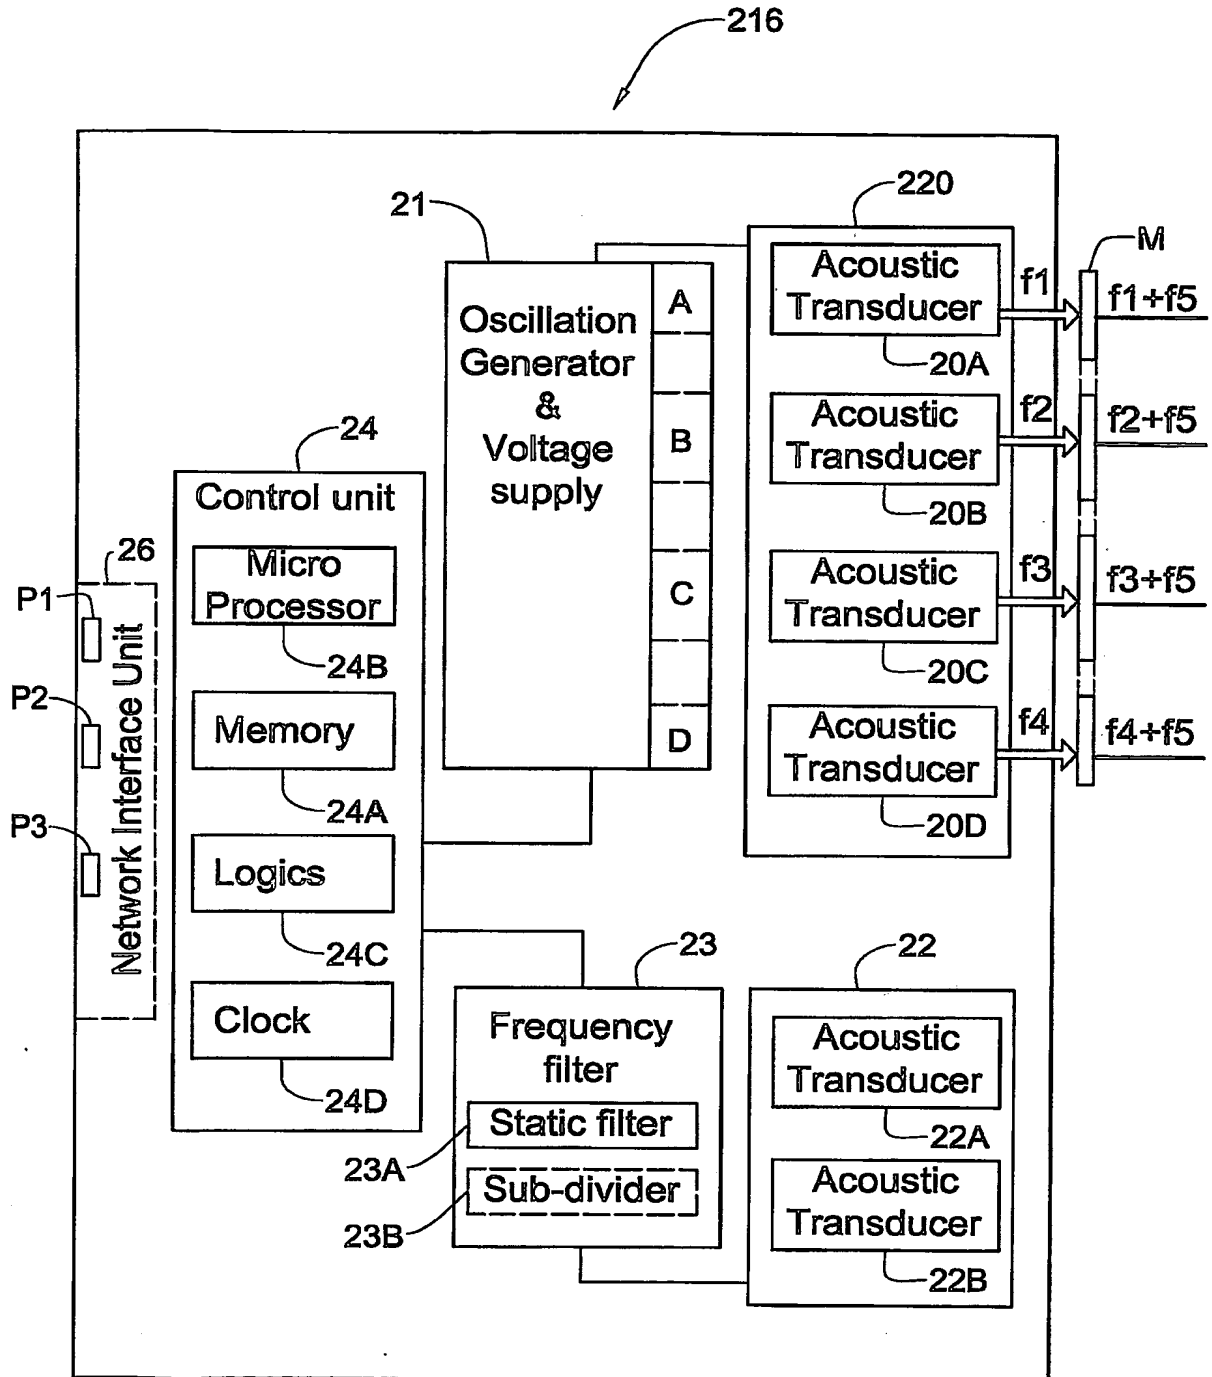 216
21
220
M
Oscillation
Generator
&
Voltage
supply
A
B
C
D
Acoustic
Transducer
20A
f1
f1+f5
Acoustic
Transducer
20B
f2
f2+f5
Acoustic
Transducer
20C
f3
f3+f5
Acoustic
Transducer
20D
f4
f4+f5
24
Control unit
Micro
Processor
24B
Memory
24A
Logics
24C
Clock
24D
26
P1
P2
P3
Network Interface Unit
23
Frequency
filter
Static filter
23A
Sub-divider
23B
22
Acoustic
Transducer
22A
Acoustic
Transducer
22B